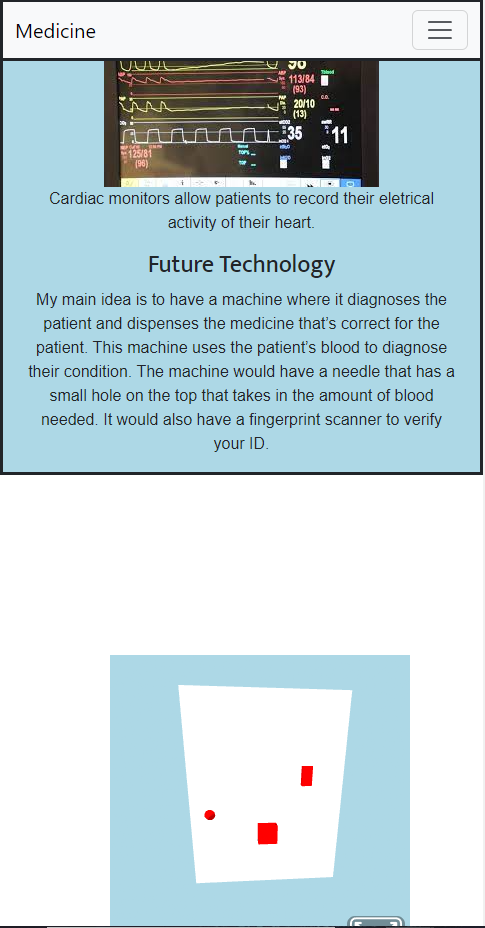 Medicine
98
113/84
(93)
20/10
(13)
35
11
125/81
(96)
Cardiac monitors allow patients to record their eletrical
activity of their heart.
Future Technology
My main idea is to have a machine where it diagnoses the
patient and dispenses the medicine that's correct for the
patient. This machine uses the patient's blood to diagnose
their condition. The machine would have a needle that has a
small hole on the top that takes in the amount of blood
needed. It would also have a fingerprint scanner to verify
your ID.